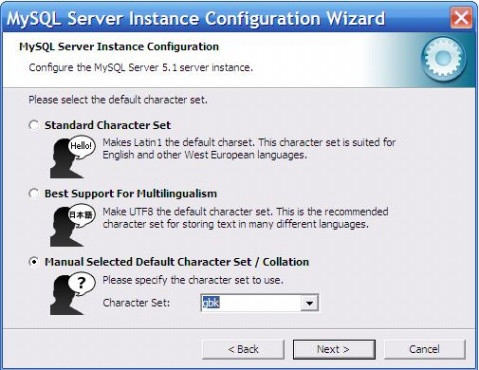 MySQL Server Instance Configuration Wizard
MySQL Server Instance Configuration
Configure the MySQL Server 5.1 server instance.
Please select the default character set.
Standard Character Set
Hello!
Makes Latin1 the default charset. This character set is suited for
English and other West European languages.
Best Support For Multilingualism
日本語
Make UTF8 the default character set. This is the recommended
character set for storing text in many different languages.
Manual Selected Default Character Set / Collation
?
Please specify the character set to use.
Character Set: gbk
< Back Next > Cancel